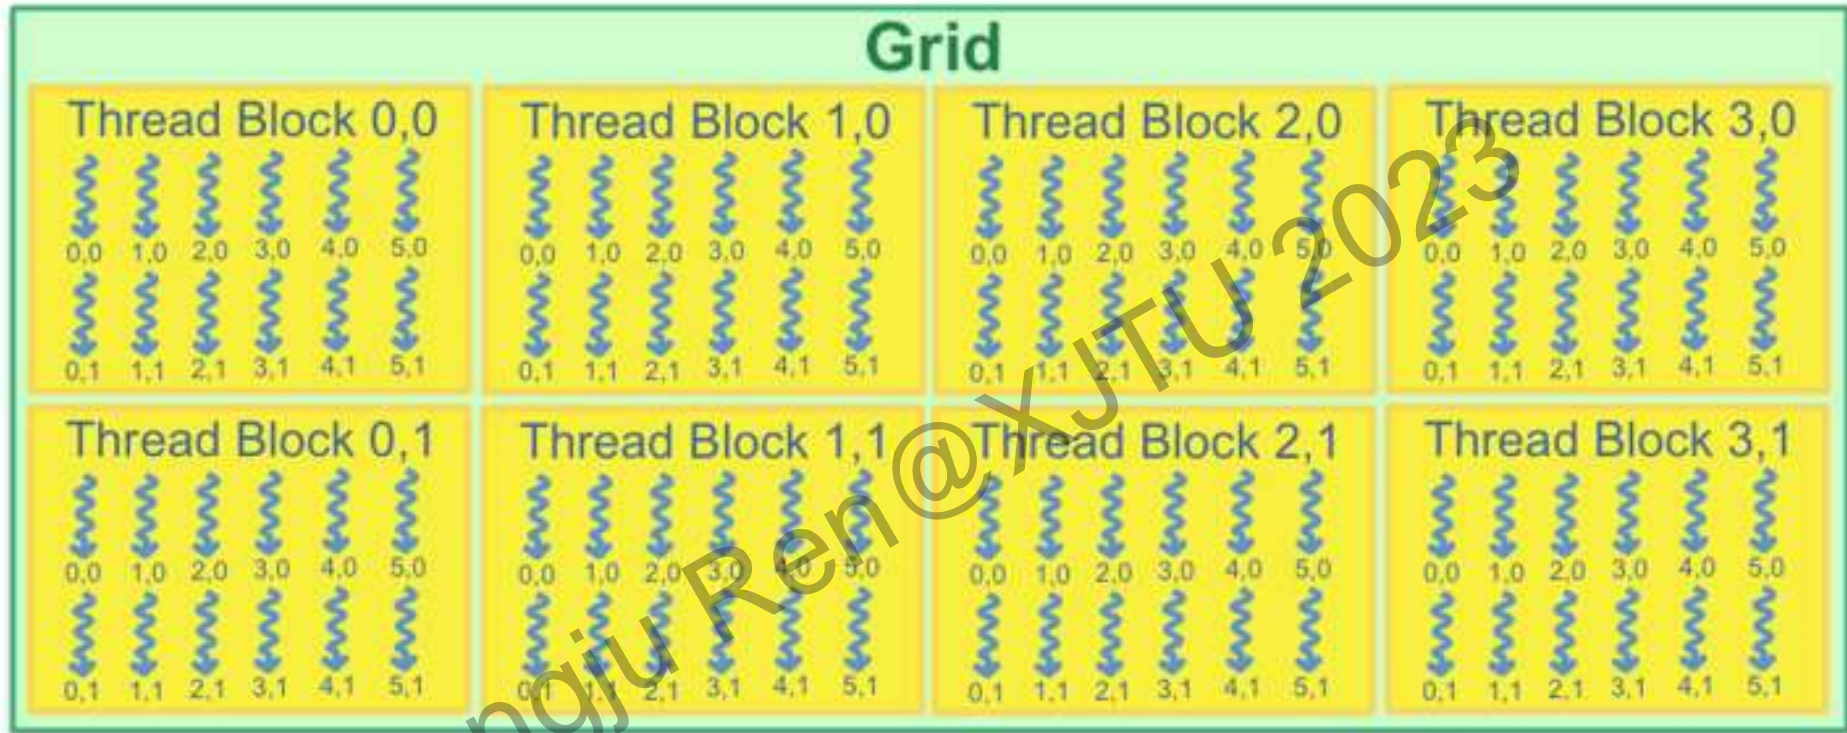 Grid
Thread Block 0,0 Thread Block 1,0 Thread Block 2,0 Thread Block 3,0
0,0 1,0 2,0 3,0 4,0 5,0 0,0 1,0 2,0 3,0 4,0 5,0 0,0 1,0 2,0 3,0 4,0 5,0 0,0 1,0 2,0 3,0 4,0 5,0
0,1 1,1 2,1 3,1 4,1 5,1 0,1 1,1 2,1 3,1 4,1 5,1 0,1 1,1 2,1 3,1 4,1 5,1 0,1 1,1 2,1 3,1 4,1 5,1
Thread Block 0,1 Thread Block 1,1 Thread Block 2,1 Thread Block 3,1
0,0 1,0 2,0 3,0 4,0 5,0 0,0 1,0 2,0 3,0 4,0 5,0 0,0 1,0 2,0 3,0 4,0 5,0 0,0 1,0 2,0 3,0 4,0 5,0
0,1 1,1 2,1 3,1 4,1 5,1 0,1 1,1 2,1 3,1 4,1 5,1 0,1 1,1 2,1 3,1 4,1 5,1 0,1 1,1 2,1 3,1 4,1 5,1
Ren@XJTU 2023